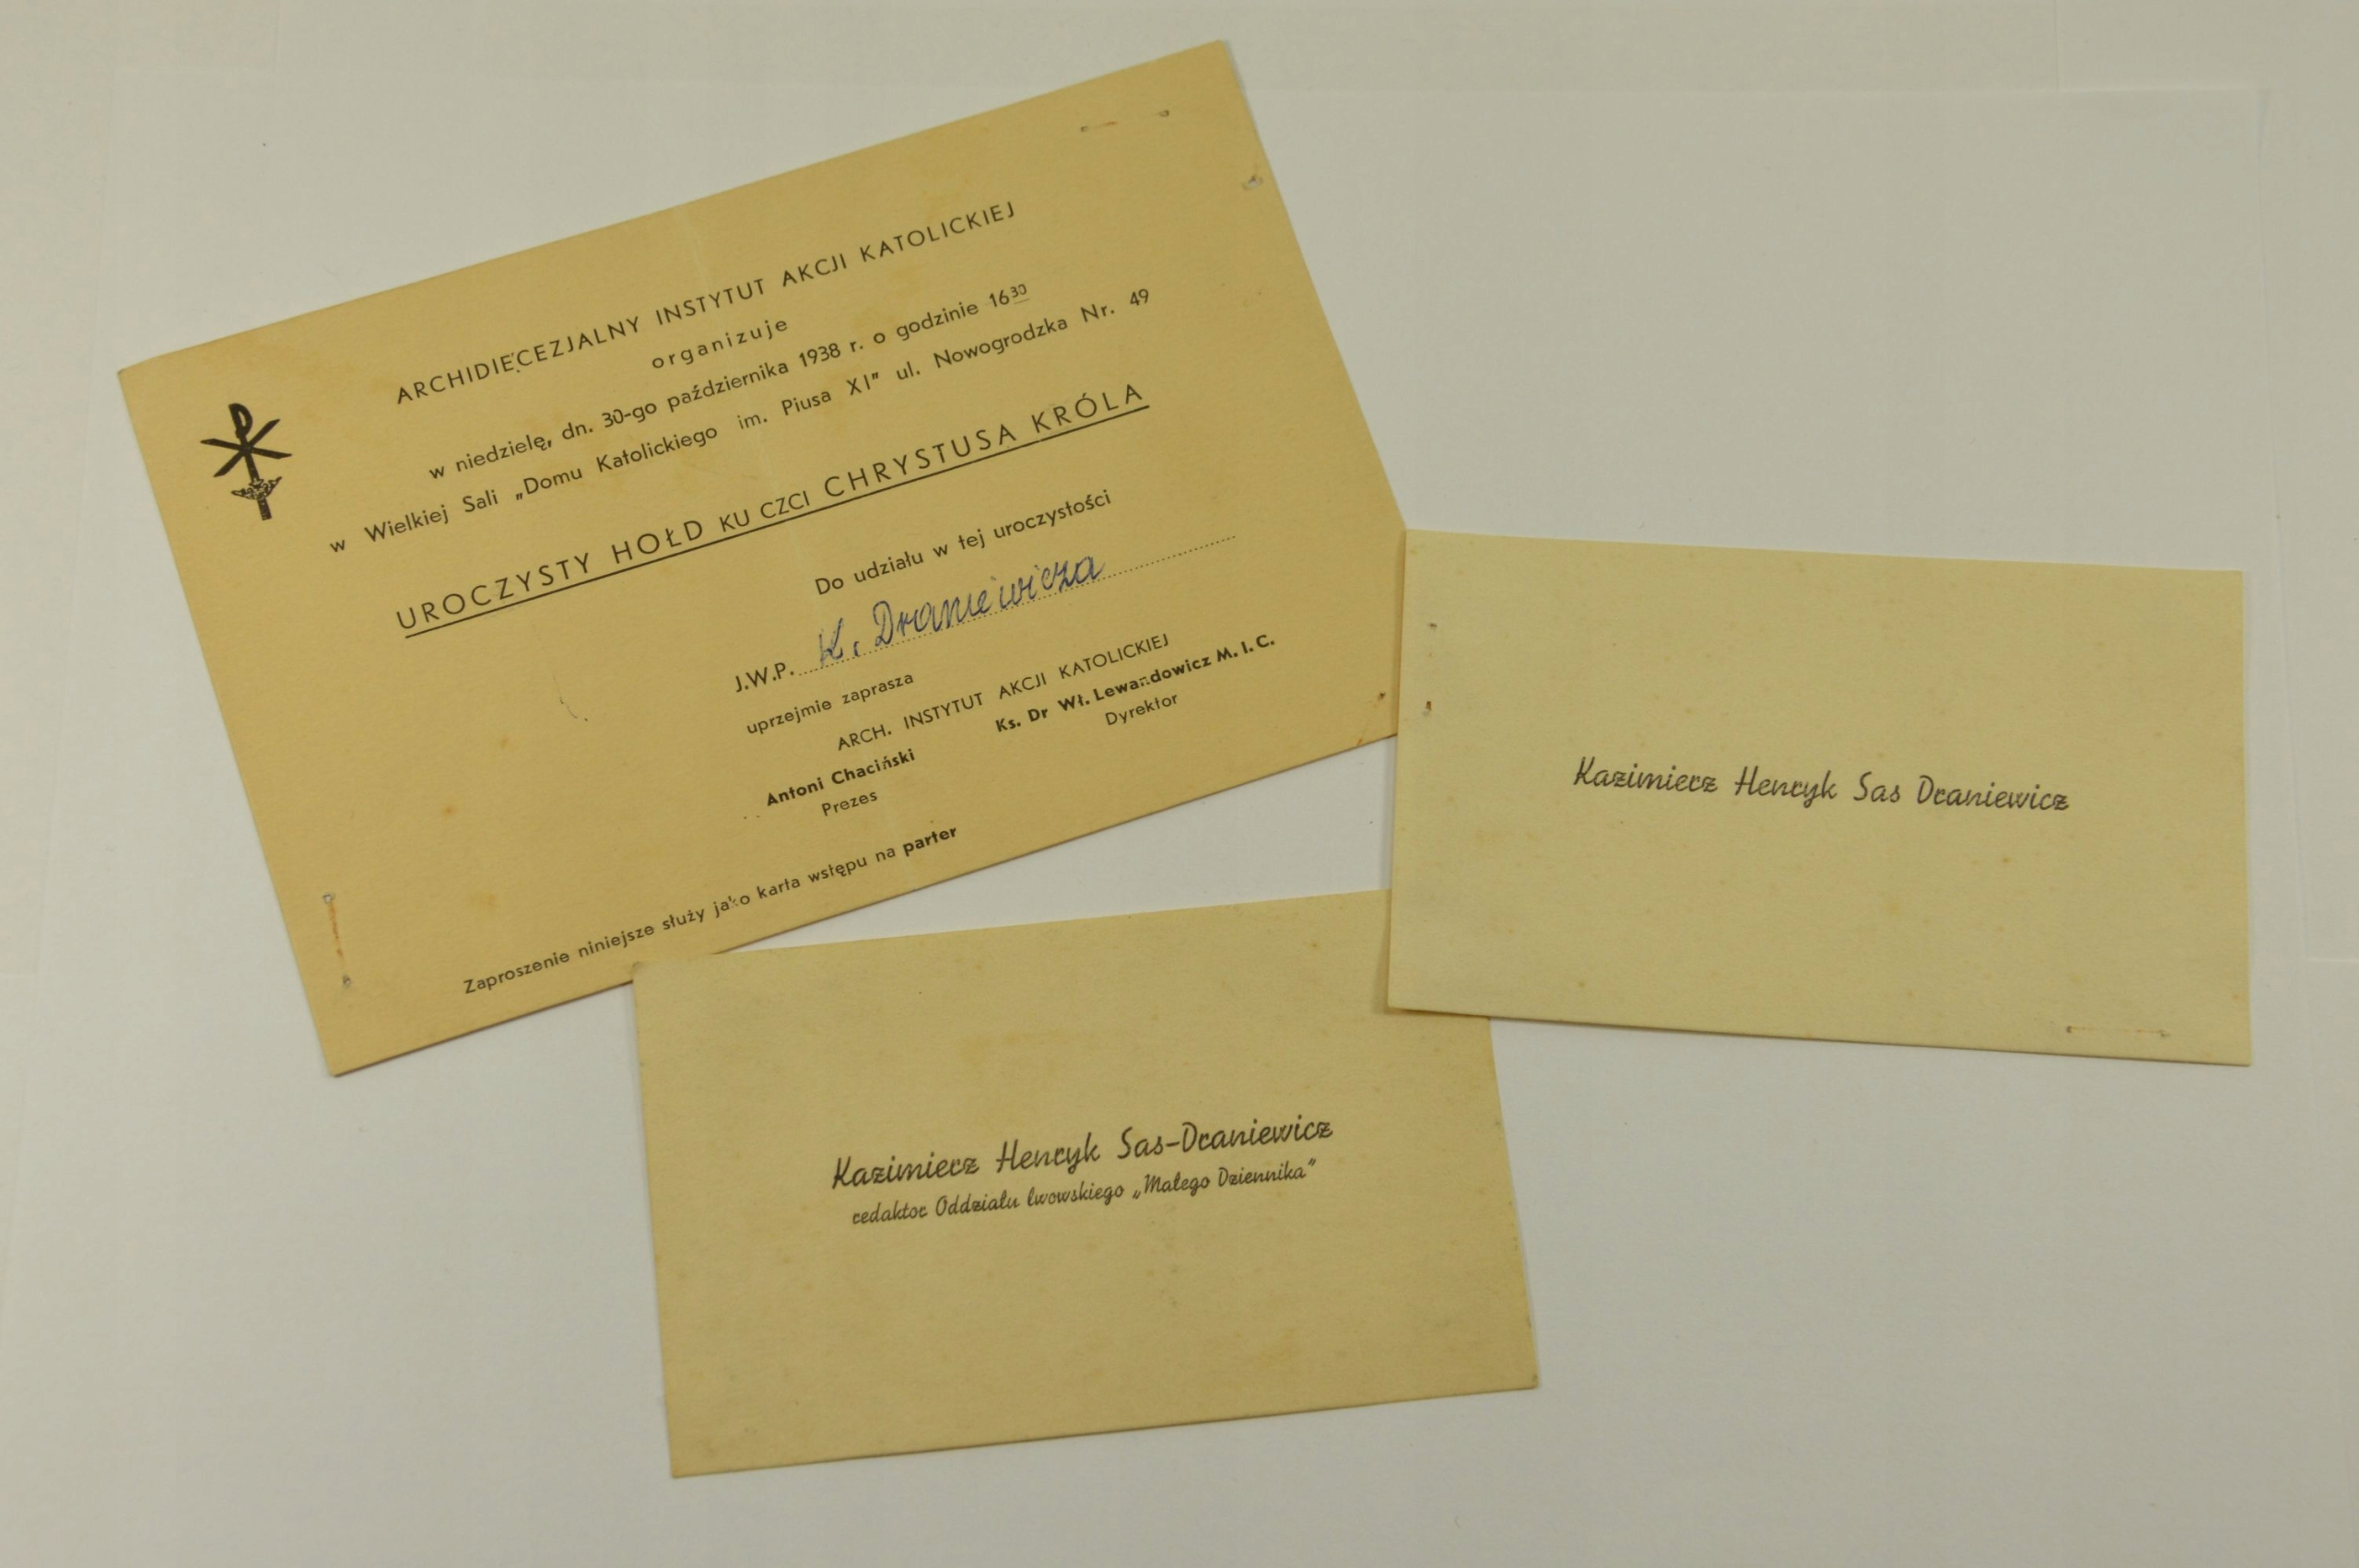 ARCHIDIECEZJALNY INSTYTUT AKCJI KATOLICKIEJ
organizuje
w niedzielę, dn. 30-go października 1938 r. o godzinie 16³⁰
w Wielkiej Sali „Domu Katolickiego im. Piusa XI” ul. Nowogrodzka Nr. 49
UROCZYSTY HOŁD KU CZCI CHRYSTUSA KRÓLA
Do udziału w tej uroczystości
J.W.P. K. Draniewicza
uprzejmie zaprasza
ARCH. INSTYTUT AKCJI KATOLICKIEJ
Antoni Chaciński
Prezes
Ks. Dr Wł. Lewandowicz M. I. C.
Dyrektor
Zaproszenie niniejsze służy jako karta wstępu na parter
Kazimierz Henryk Sas Draniewicz
Kazimierz Henryk Sas-Draniewicz
redaktor Oddziału lwowskiego „Małego Dziennika”